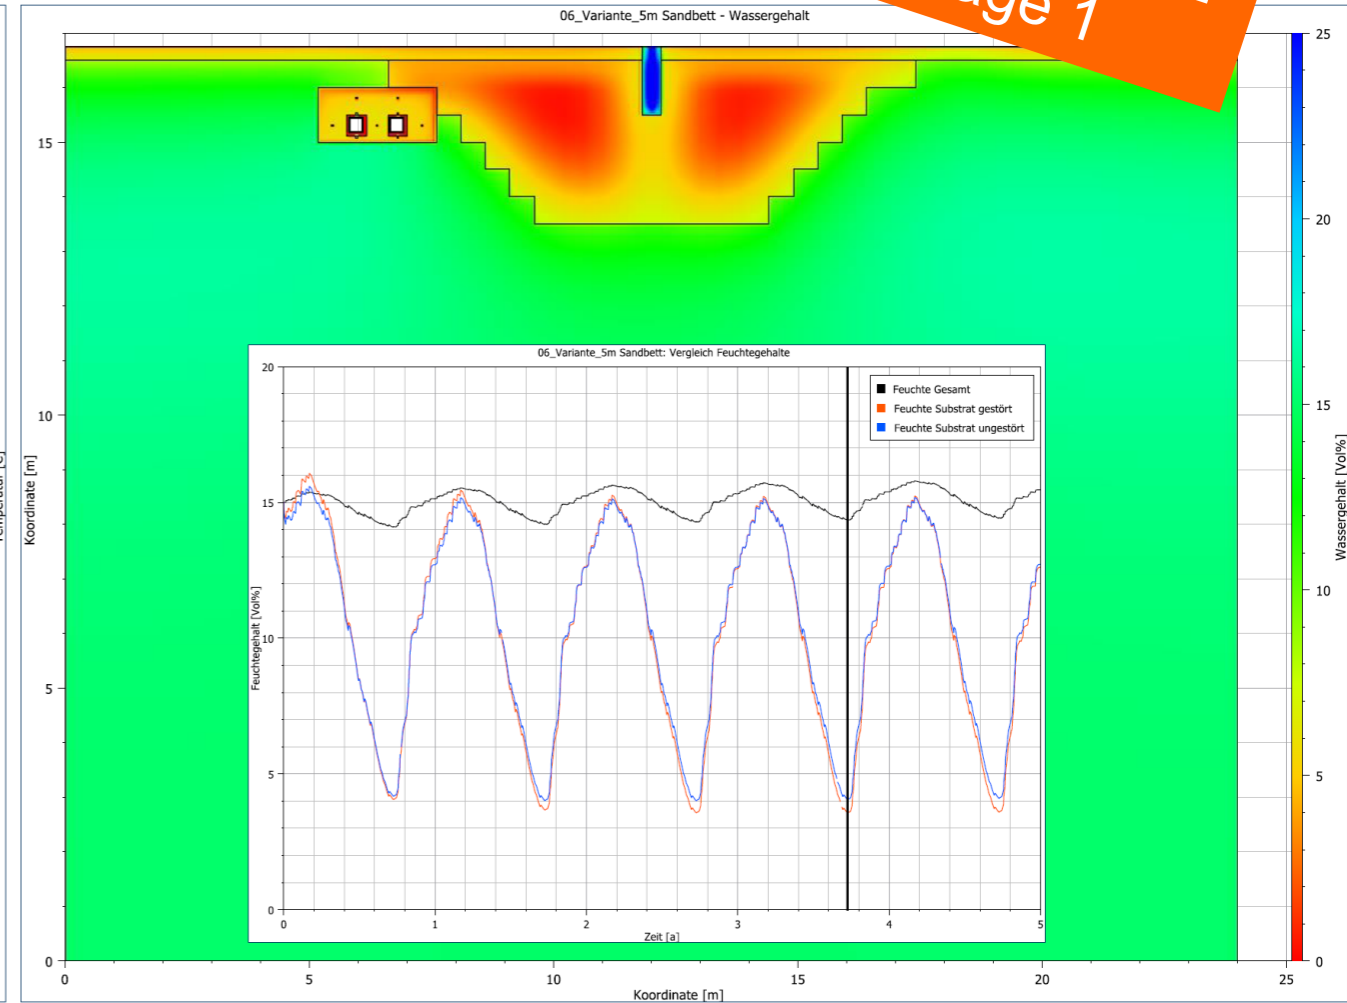 06_Variante_5m Sandbett - Wassergehalt
1
25
20
15
10
5
0
Wassergehalt [Vol%]
15
10
5
0
Koordinate [m]
06_Variante_5m Sandbett: Vergleich Feuchtegehalte
Feuchte Gesamt
Feuchte Substrat gestört
Feuchte Substrat ungestört
20
15
10
5
0
Feuchtegehalt [Vol%]
0 1 2 3 4 5
Zeit [a]
0 5 10 15 20 25
Koordinate [m]